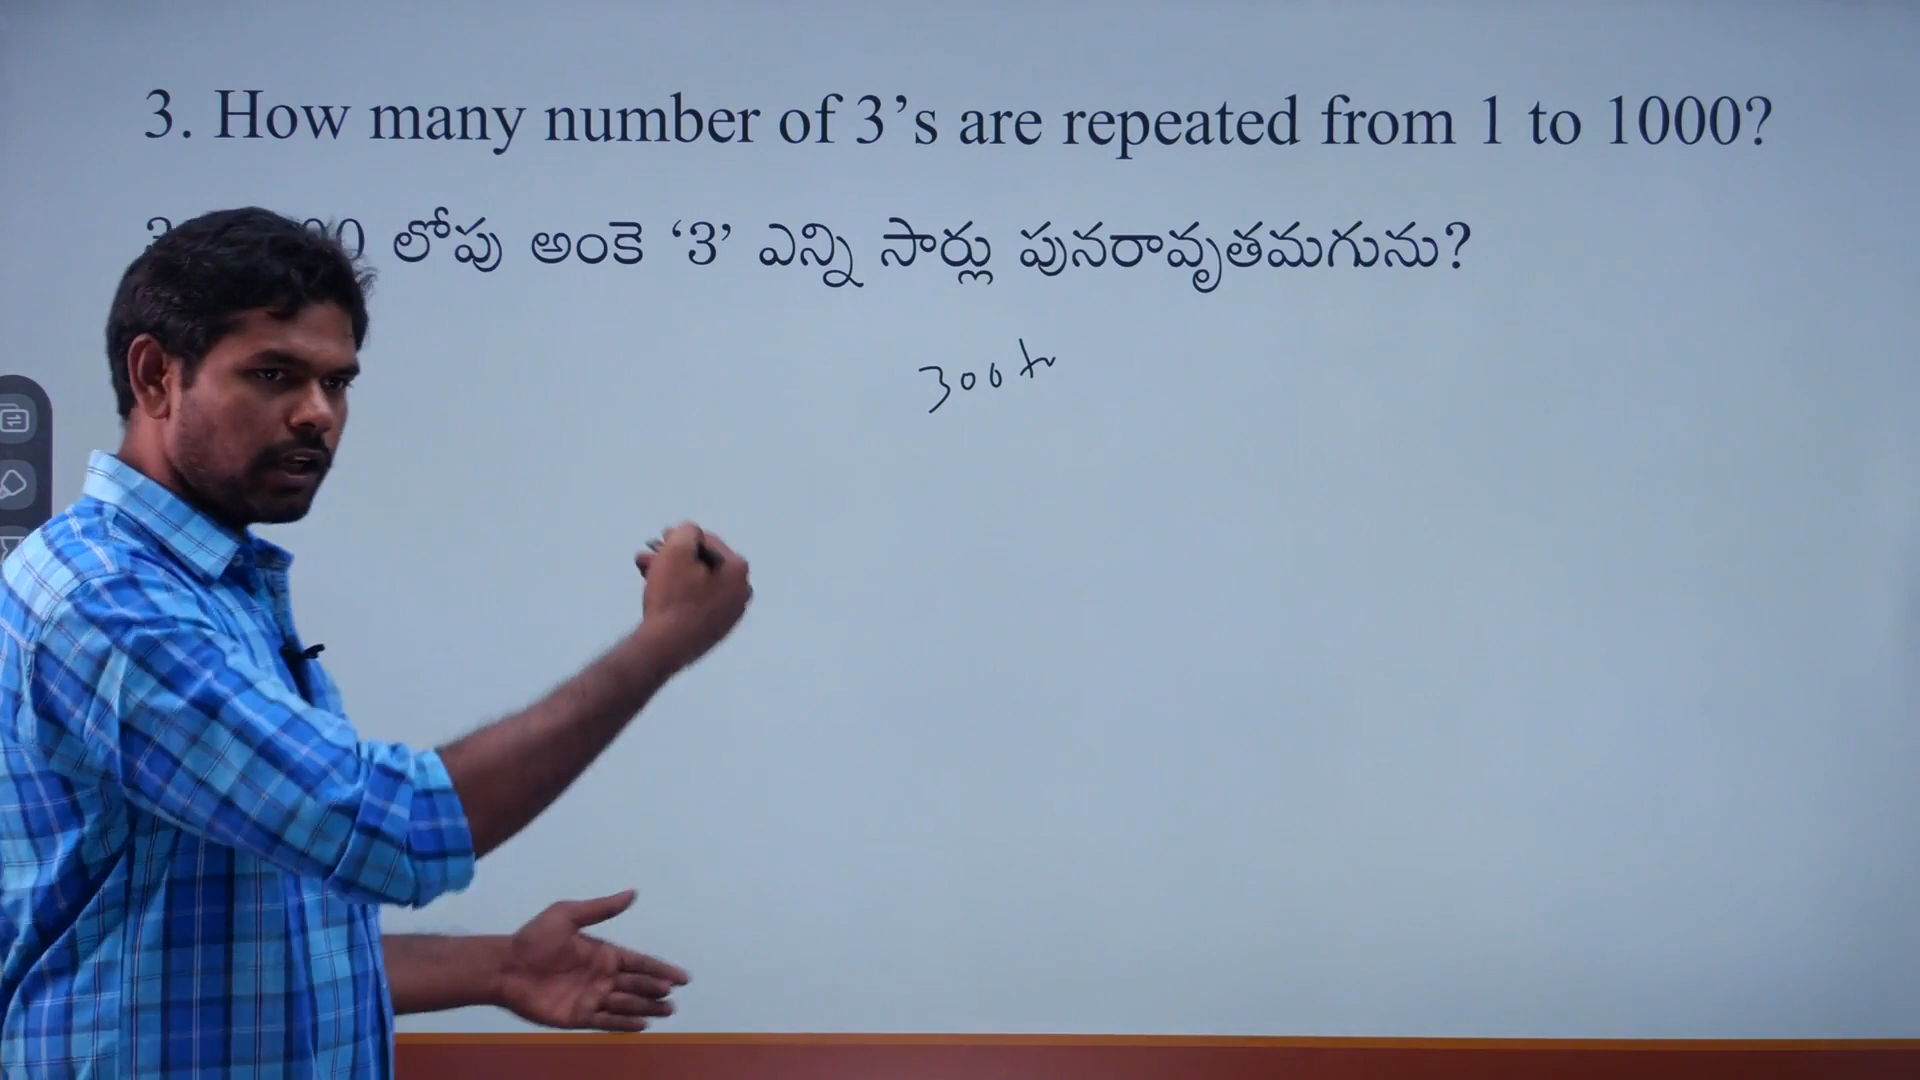 3. How many number of 3’s are repeated from 1 to 1000?
లోపు అంకె ‘3’ ఎన్ని సార్లు పునరావృతమగును?
300